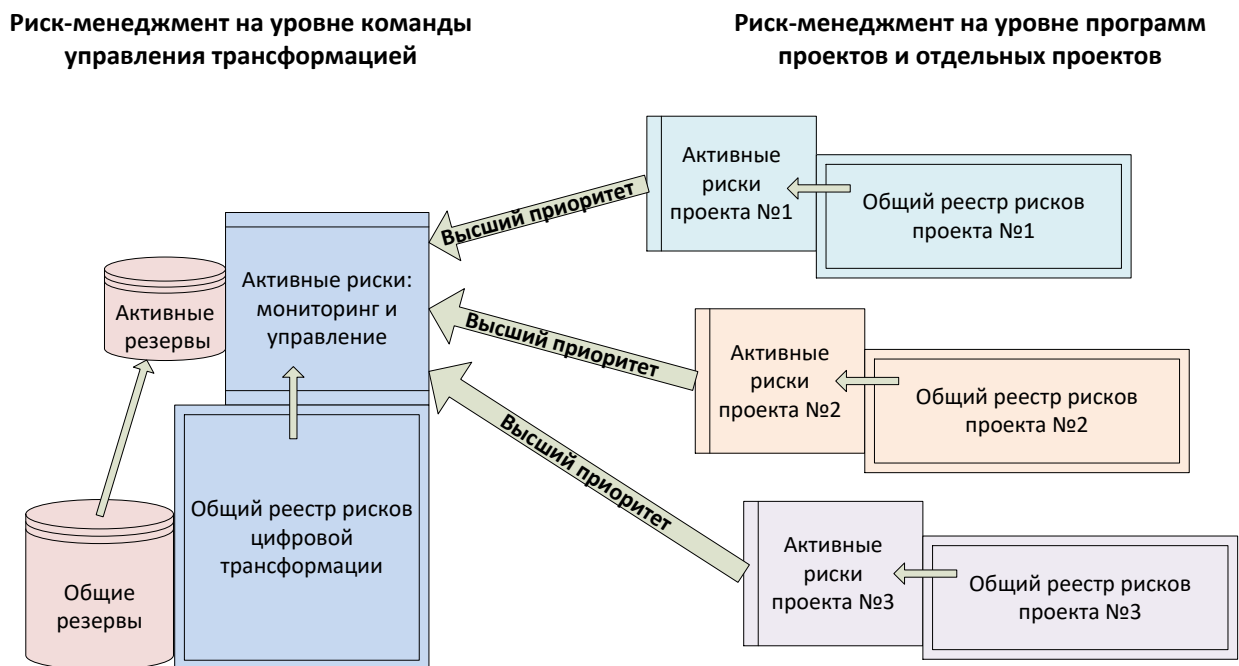 Риск-менеджмент на уровне команды
управления трансформацией
Риск-менеджмент на уровне программ
проектов и отдельных проектов
Активные
риски
проекта №1
Общий реестр рисков
проекта №1
Высший приоритет
Активные риски:
мониторинг и
управление
Активные
резервы
Высший приоритет
Активные
риски
проекта №2
Общий реестр рисков
проекта №2
Высший приоритет
Общий реестр рисков
цифровой
трансформации
Общие
резервы
Активные
риски
проекта №3
Общий реестр рисков
проекта №3